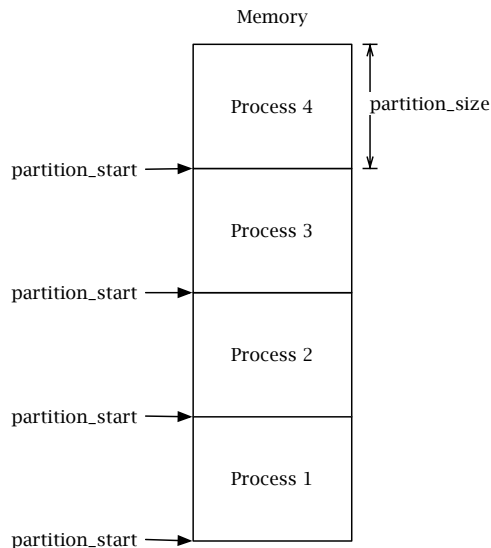 Memory
Process 4
partition_size
partition_start
Process 3
partition_start
Process 2
partition_start
Process 1
partition_start